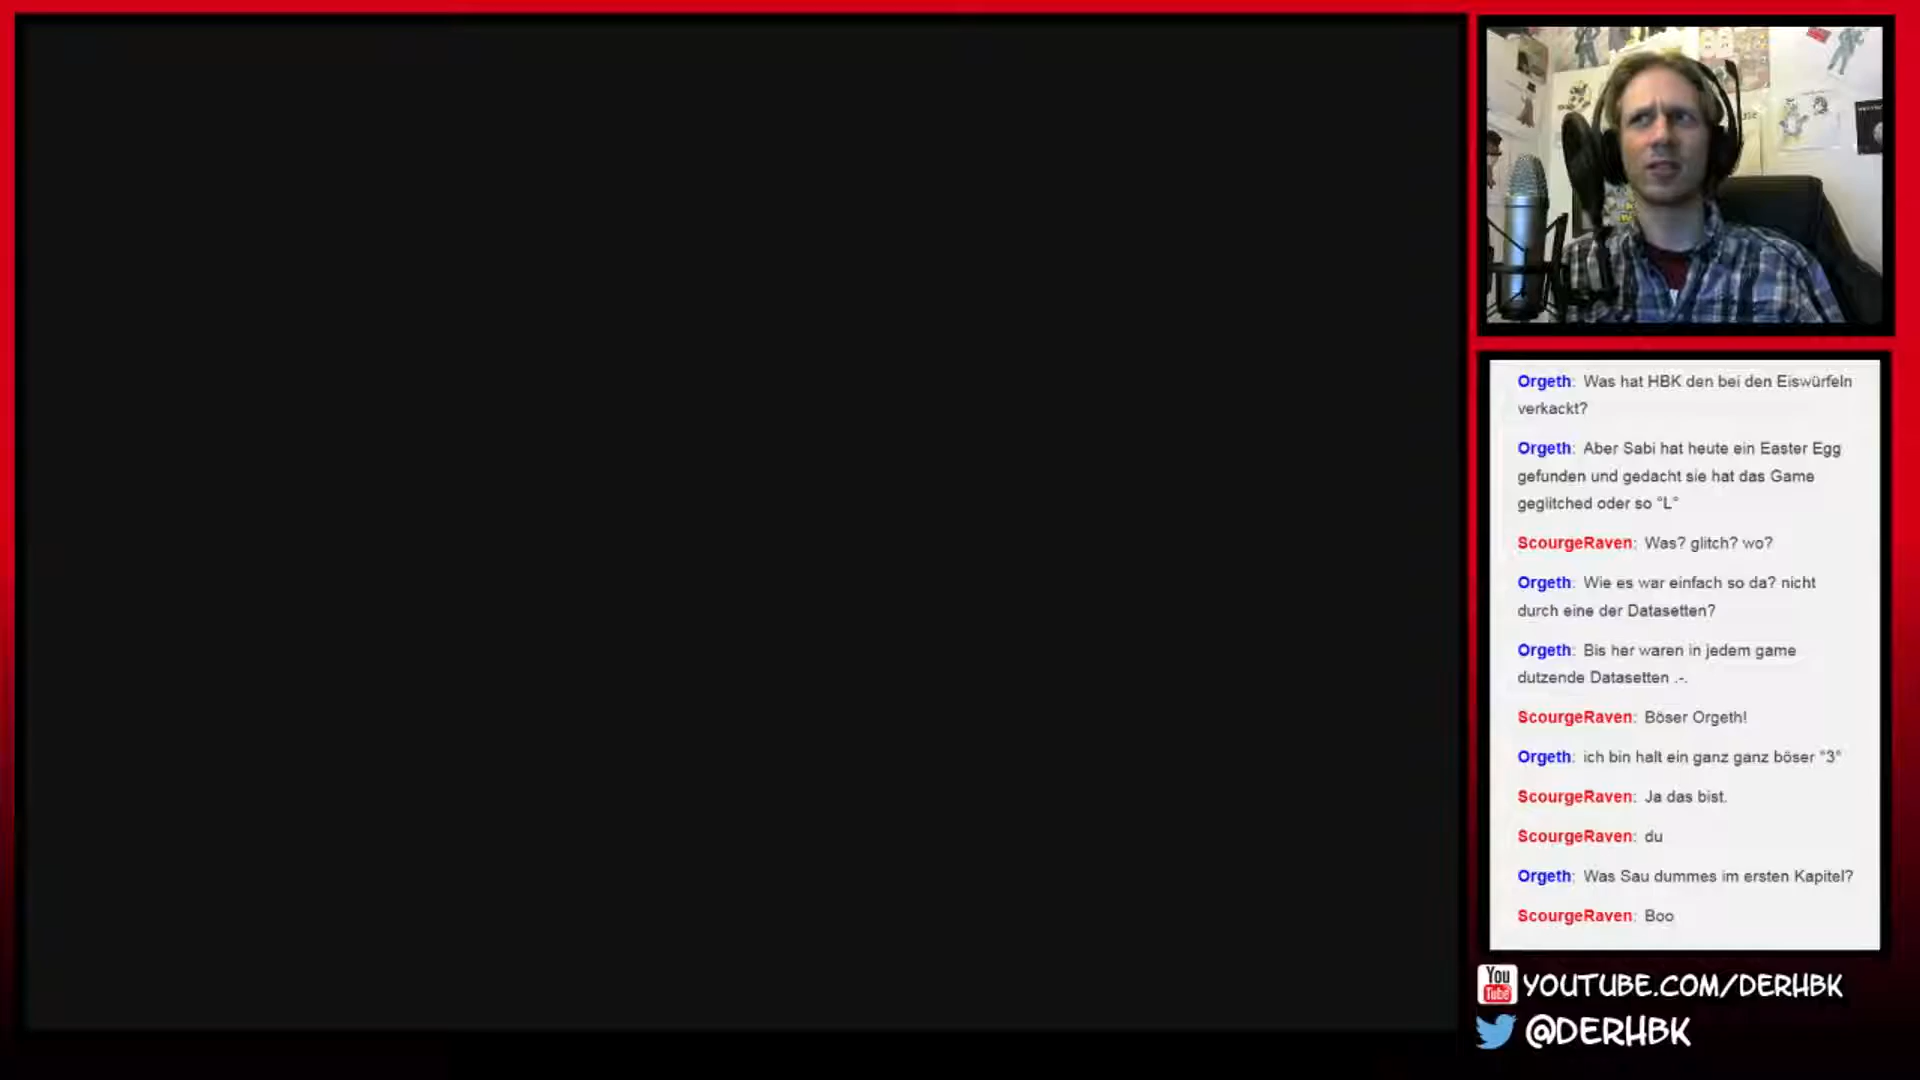 Orgeth: Was hat HBK den bei den Eiswürfeln
verkackt?
Orgeth: Aber Sabi hat heute ein Easter Egg
gefunden und gedacht sie hat das Game
geglitched oder so °L°
ScourgeRaven: Was? glitch? wo?
Orgeth: Wie es war einfach so da? nicht
durch eine der Datasetten?
Orgeth: Bis her waren in jedem game
dutzende Datasetten .-.
ScourgeRaven: Böser Orgeth!
Orgeth: ich bin halt ein ganz ganz böser °3°
ScourgeRaven: Ja das bist.
ScourgeRaven: du
Orgeth: Was Sau dummes im ersten Kapitel?
ScourgeRaven: Boo
You
Tube
YOUTUBE.COM/DERHBK
@DERHBK